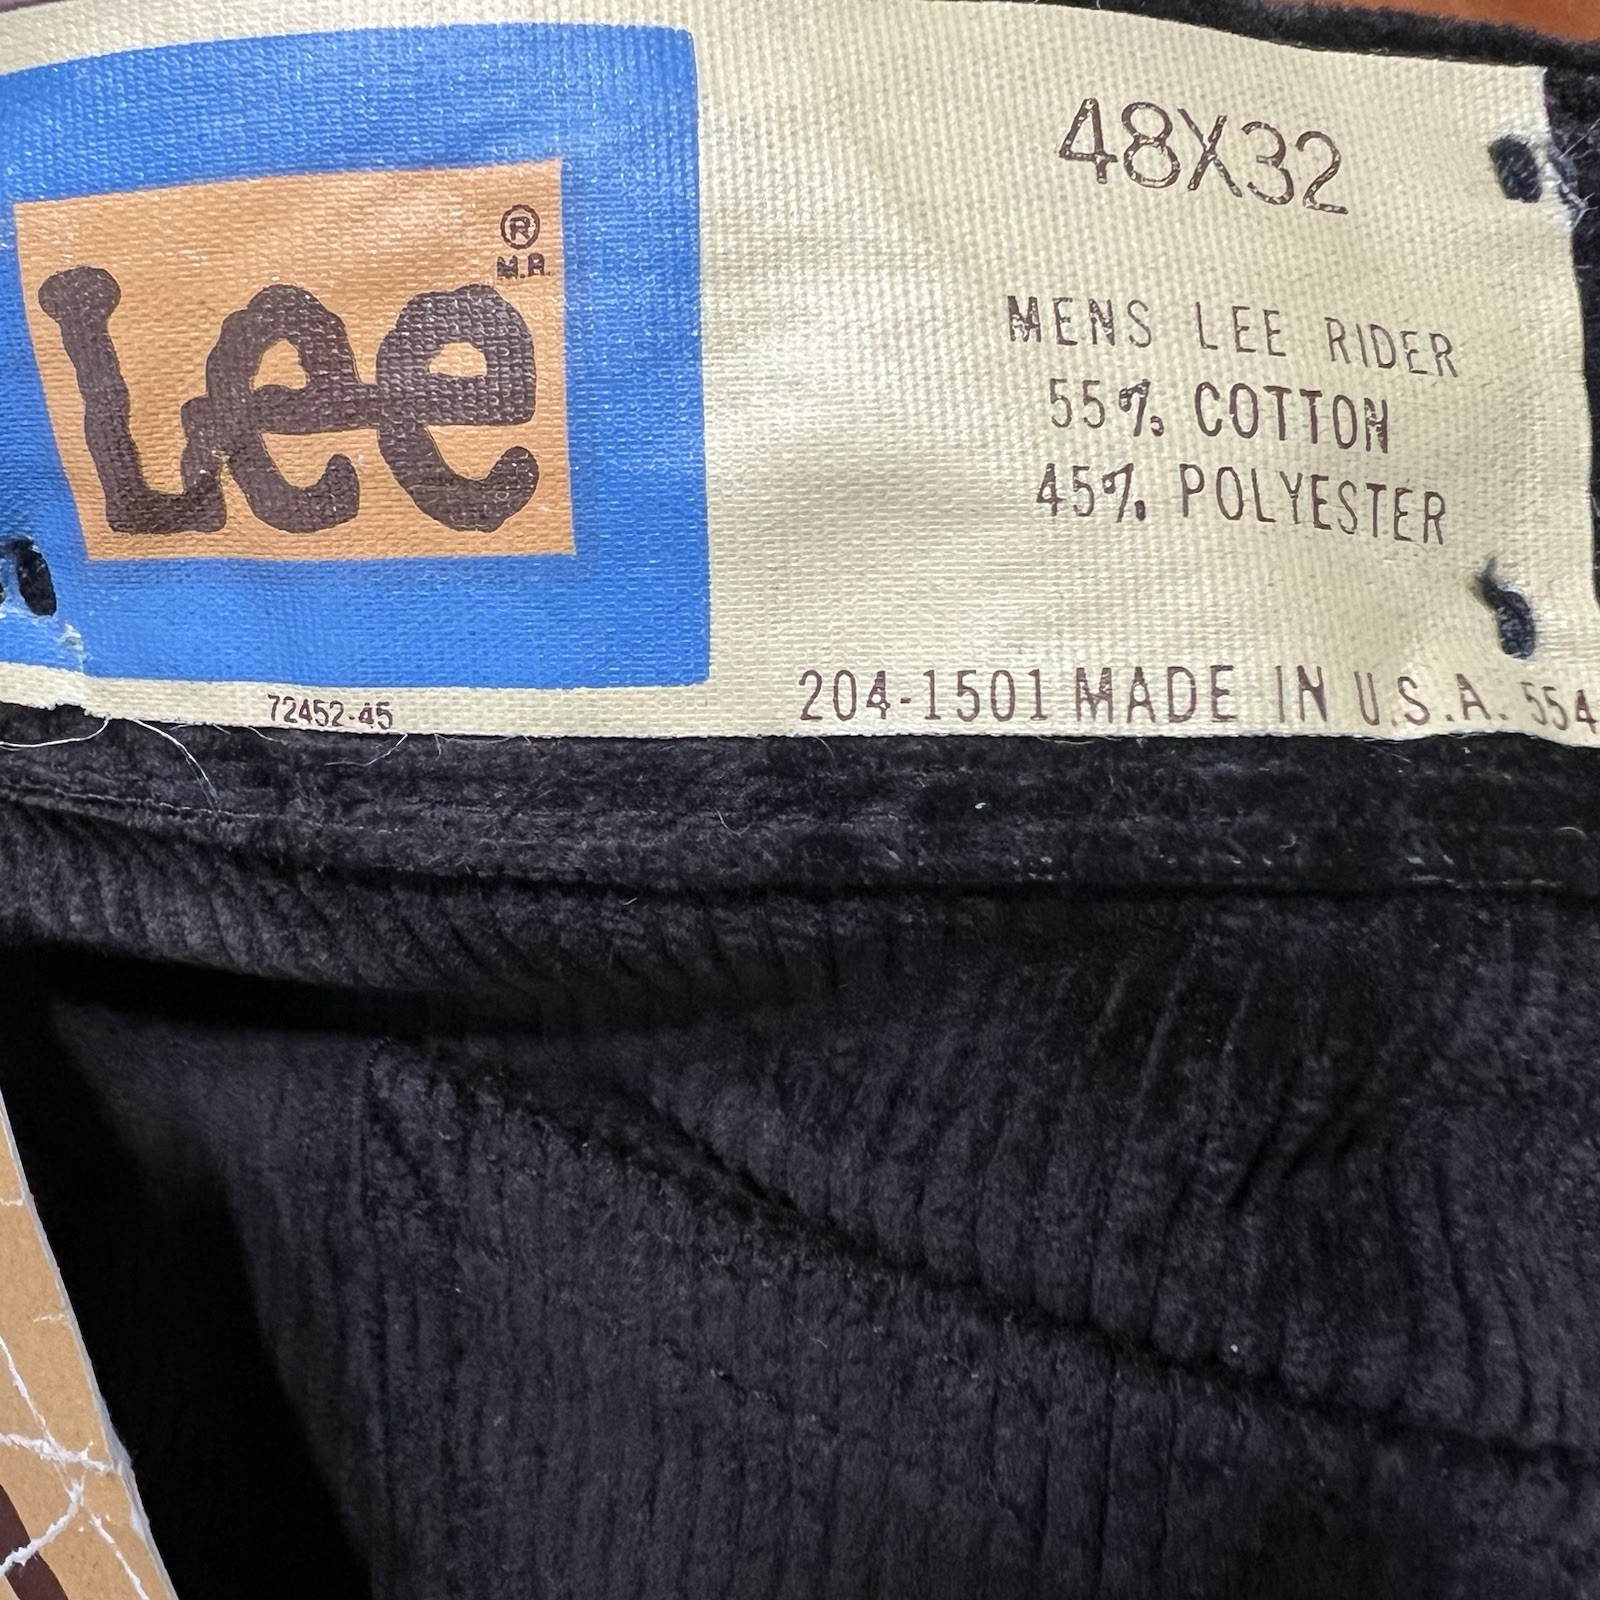 Lee
®
M.R.
48X32
MENS LEE RIDER
55% COTTON
45% POLYESTER
204-1501 MADE IN U.S.A. 554
72452-45